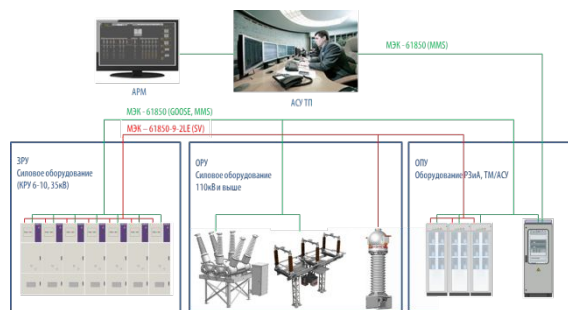 МЭК -61850 (MMS)
АРМ
АСУ ТП
МЭК -61850 (GOOSE, MMS)
МЭК – 61850-9-2LE (SV)
ЗРУ
Силовое оборудование
(КРУ 6-10, 35кВ)
ОРУ
Силовое оборудование
110кВ и выше
ОПУ
Оборудование РЗиА, ТМ/АСУ